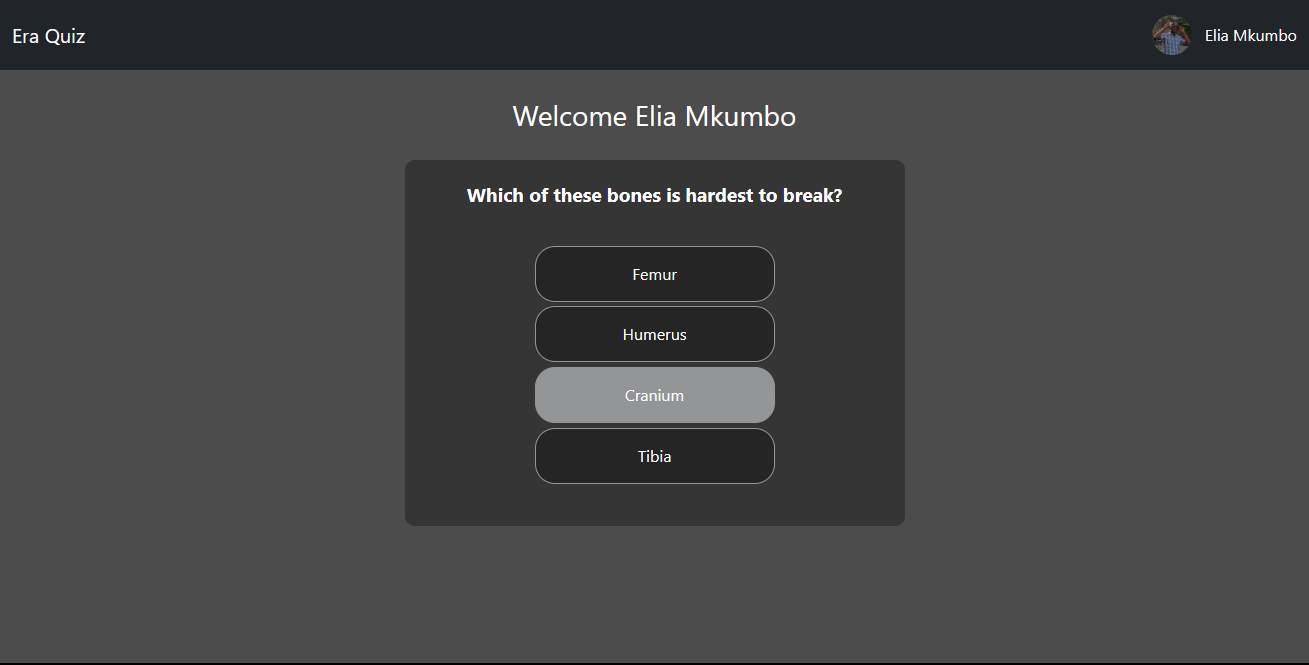 Era Quiz
Elia Mkumbo
Welcome Elia Mkumbo
Which of these bones is hardest to break?
Femur
Humerus
Cranium
Tibia